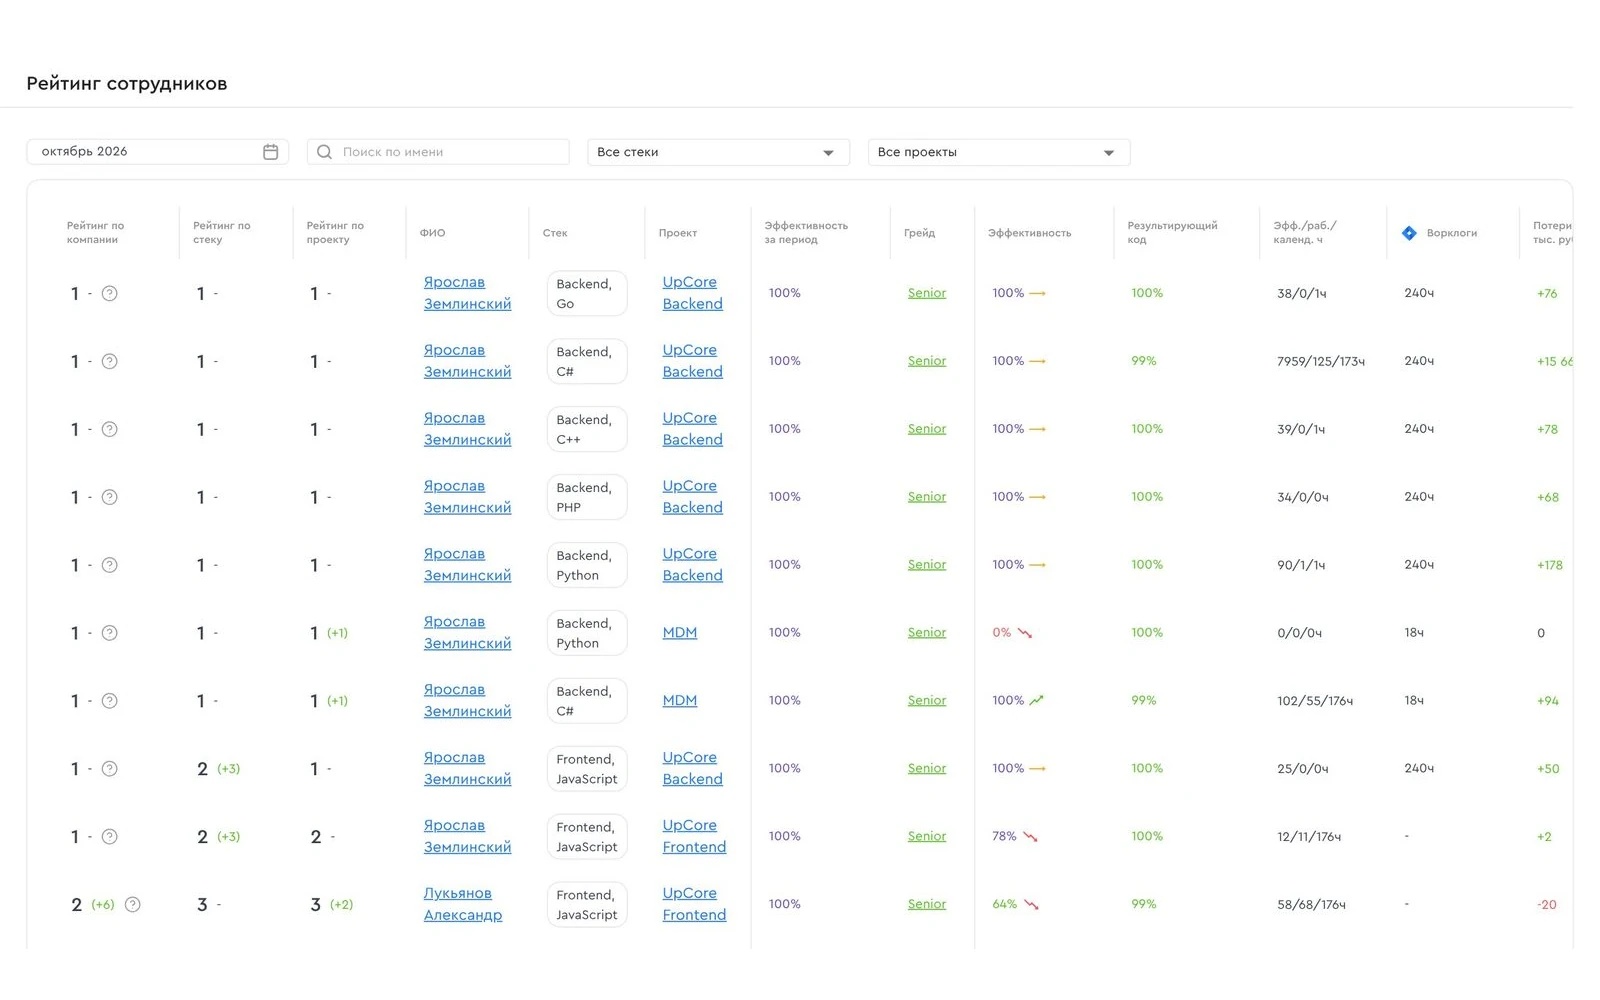 Рейтинг сотрудников
октябрь 2026 Поиск по имени Все стеки Все проекты
Рейтинг по компании Рейтинг по стеку Рейтинг по проекту ФИО Стек Проект Эффективность за период Грейд Эффективность Результирующий код Эфф./раб./календ. ч Ворклоги Потери тыс.
1 - ? 1 - 1 - Ярослав Землинский Backend, Go UpCore Backend 100% Senior 100% 100% 38/0/1ч 240ч +76
1 - ? 1 - 1 - Ярослав Землинский Backend, C# UpCore Backend 100% Senior 100% 99% 7959/125/173ч 240ч +15 66
1 - ? 1 - 1 - Ярослав Землинский Backend, C++ UpCore Backend 100% Senior 100% 100% 39/0/1ч 240ч +78
1 - ? 1 - 1 - Ярослав Землинский Backend, PHP UpCore Backend 100% Senior 100% 100% 34/0/0ч 240ч +68
1 - ? 1 - 1 - Ярослав Землинский Backend, Python UpCore Backend 100% Senior 100% 100% 90/1/1ч 240ч +178
1 - ? 1 - 1 (+1) Ярослав Землинский Backend, Python MDM 100% Senior 0% 100% 0/0/0ч 18ч 0
1 - ? 1 - 1 (+1) Ярослав Землинский Backend, C# MDM 100% Senior 100% 99% 102/55/176ч 18ч +94
1 - ? 2 (+3) 1 - Ярослав Землинский Frontend, JavaScript UpCore Backend 100% Senior 100% 100% 25/0/0ч 240ч +50
1 - ? 2 (+3) 2 - Ярослав Землинский Frontend, JavaScript UpCore Frontend 100% Senior 78% 100% 12/11/176ч - +2
2 (+6) ? 3 - 3 (+2) Лукьянов Александр Frontend, JavaScript UpCore Frontend 100% Senior 64% 99% 58/68/176ч - -20